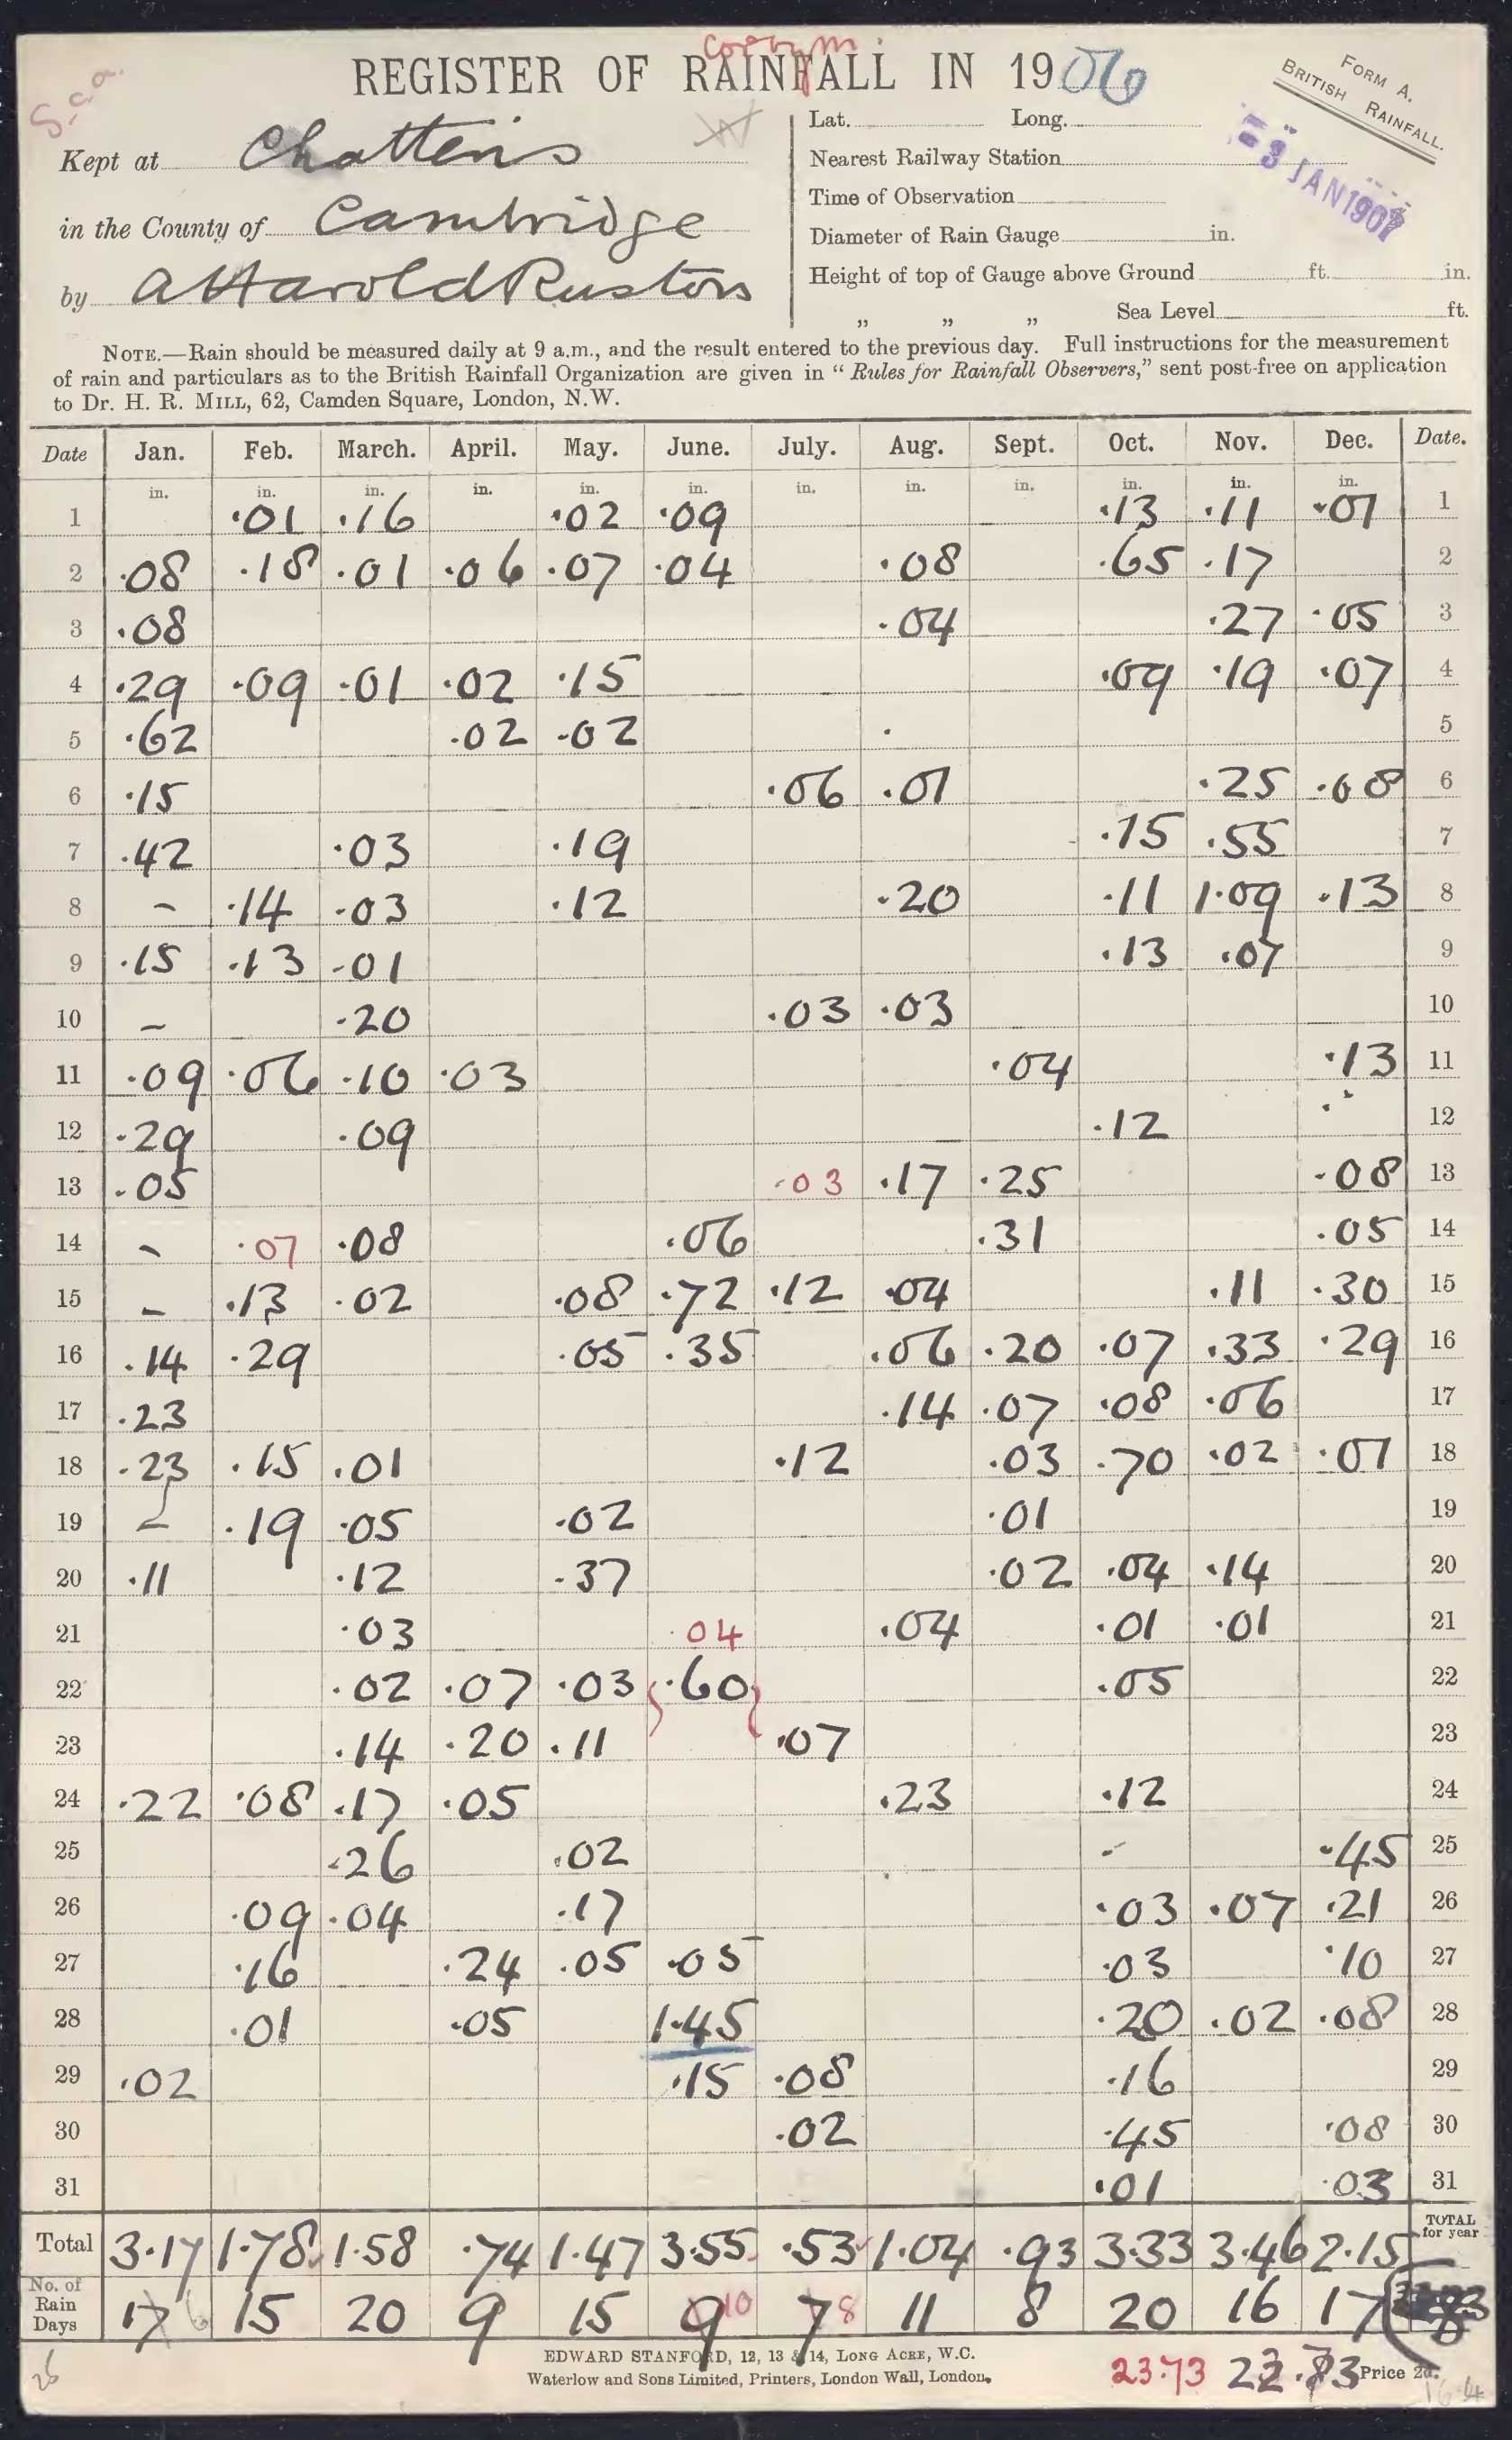 corbym.
REGISTER OF RAINFALL IN 1906
FORM A.
BRITISH RAINFALL.
Kept at Chatteris
in the County of Cambridge
by A Harold Ruston
Lat. Long.
Nearest Railway Station
Time of Observation
Diameter of Rain Gauge in.
Height of top of Gauge above Ground ft. in.
„ „ „ Sea Level ft.
3 JAN 1907
NOTE.—Rain should be measured daily at 9 a.m., and the result entered to the previous day. Full instructions for the measurement
of rain and particulars as to the British Rainfall Organization are given in “Rules for Rainfall Observers,” sent post-free on application
to Dr. H. R. MILL, 62, Camden Square, London, N.W.
Date Jan. Feb. March. April. May. June. July. Aug. Sept. Oct. Nov. Dec. Date.
in. in. in. in. in. in. in. in. in. in. in. in.
1 .01 .16 .02 .09 .13 .11 .01 1
2 .08 .18 .01 .06 .07 .04 .08 .65 .17 2
3 .08 .04 .27 .05 3
4 .29 .09 .01 .02 .15 .09 .19 .07 4
5 .62 .02 .02 5
6 .15 .06 .01 .25 .08 6
7 .42 .03 .19 .15 .55 7
8 – .14 .03 .12 .20 .11 1.09 .13 8
9 .15 .13 .01 .13 .07 9
10 – .20 .03 .03 10
11 .09 .06 .10 .03 .04 .13 11
12 .29 .09 .12 12
13 .05 .03 .17 .25 .08 13
14 – .07 .08 .06 .31 .05 14
15 – .13 .02 .08 .72 .12 .04 .11 .30 15
16 .14 .29 .05 .35 .06 .20 .07 .33 .29 16
17 .23 .14 .07 .08 .06 17
18 .23 .15 .01 .12 .03 .70 .02 .01 18
19 – .19 .05 .02 .01 19
20 .11 .12 .37 .02 .04 .14 20
21 .03 .04 .04 .01 .01 21
22 .02 .07 .03 .60 .05 22
23 .14 .20 .11 .07 23
24 .22 .08 .17 .05 .23 .12 24
25 .26 .02 – .45 25
26 .09 .04 .17 .03 .07 .21 26
27 .16 .24 .05 .05 .03 .10 27
28 .01 .05 1.45 .20 .02 .08 28
29 .02 .15 .08 .16 29
30 .02 .45 .08 30
31 .01 .03 31
TOTAL for year
Total 3.17 1.78 1.58 .74 1.47 3.55 .53 1.04 .93 3.33 3.46 2.15
No. of Rain Days 17 6 15 20 9 15 9 10 7 8 11 8 20 16 17
EDWARD STANFORD, 12, 13 & 14, LONG ACRE, W.C.
Waterlow and Sons Limited, Printers, London Wall, London.
23.73
Price 2d.
26